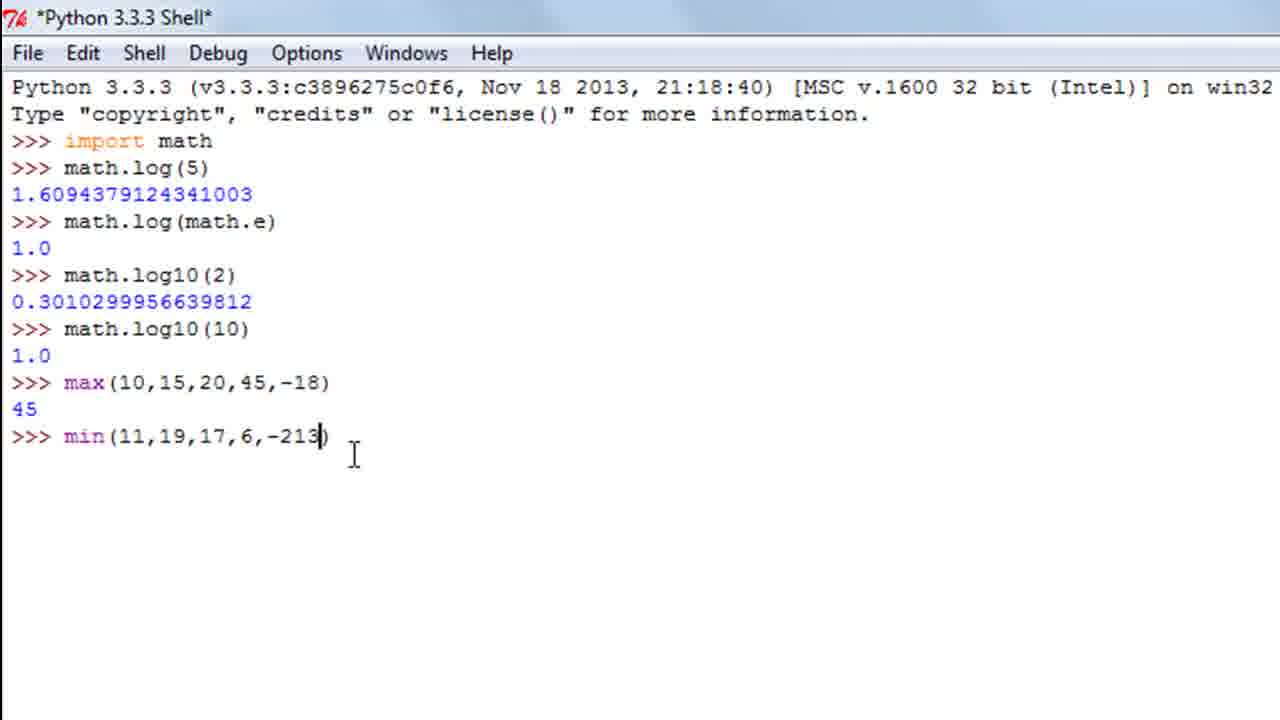 *Python 3.3.3 Shell*
File Edit Shell Debug Options Windows Help
Python 3.3.3 (v3.3.3:c3896275c0f6, Nov 18 2013, 21:18:40) [MSC v.1600 32 bit (Intel)] on win32
Type "copyright", "credits" or "license()" for more information.
>>> import math
>>> math.log(5)
1.6094379124341003
>>> math.log(math.e)
1.0
>>> math.log10(2)
0.3010299956639812
>>> math.log10(10)
1.0
>>> max(10,15,20,45,-18)
45
>>> min(11,19,17,6,-213)